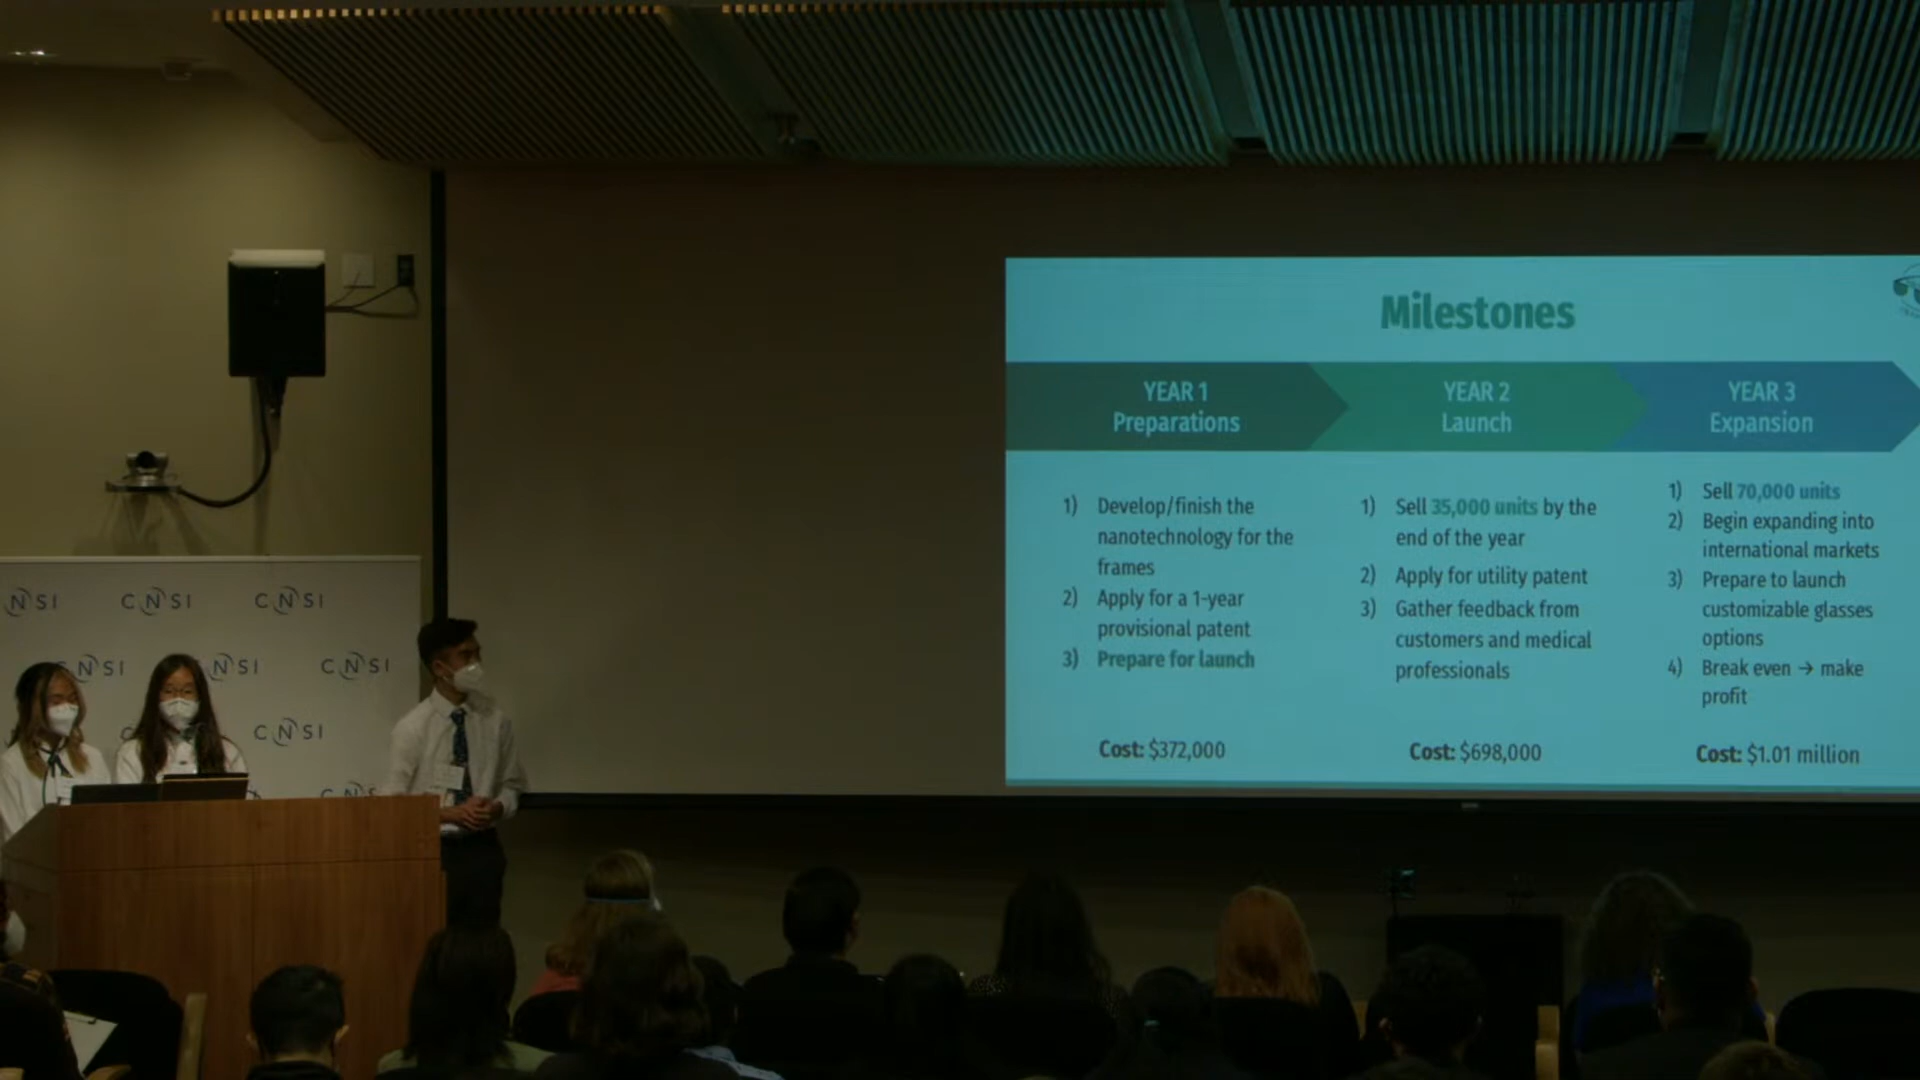 Milestones
YEAR 1
Preparations
YEAR 2
Launch
YEAR 3
Expansion
1) Develop/finish the
nanotechnology for the
frames
2) Apply for a 1-year
provisional patent
3) Prepare for launch
Cost: $372,000
1) Sell 35,000 units by the
end of the year
2) Apply for utility patent
3) Gather feedback from
customers and medical
professionals
Cost: $698,000
1) Sell 70,000 units
2) Begin expanding into
international markets
3) Prepare to launch
customizable glasses
options
4) Break even → make
profit
Cost: $1.01 million
NSI CNSI CNSI
NSI NSI CNSI
CNSI